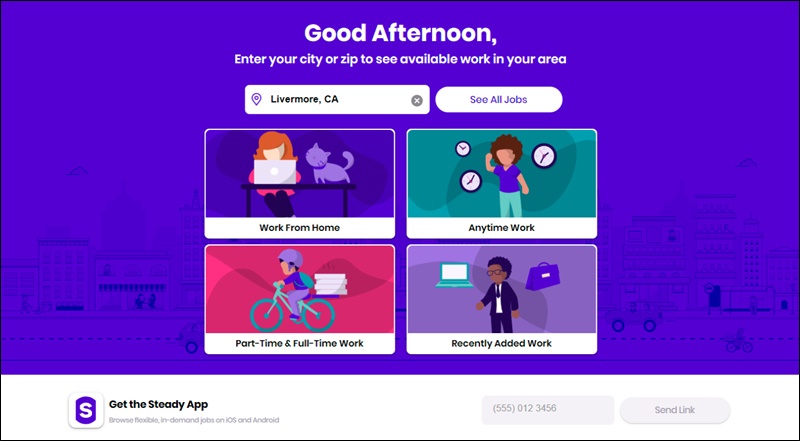 Good Afternoon,
Enter your city or zip to see available work in your area
Livermore, CA
See All Jobs
Work From Home
Anytime Work
Part-Time & Full-Time Work
Recently Added Work
S
Get the Steady App
Browse flexible, in-demand jobs on iOS and Android
(555) 012 3456
Send Link